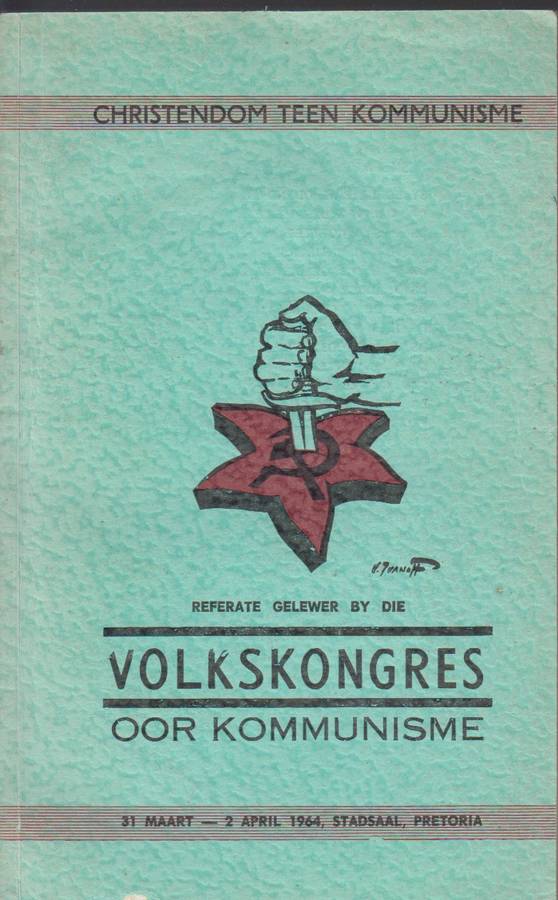 CHRISTENDOM TEEN KOMMUNISME
REFERATE GELEWER BY DIE
VOLKSKONGRES
OOR KOMMUNISME
31 MAART — 2 APRIL 1964, STADSAAL, PRETORIA